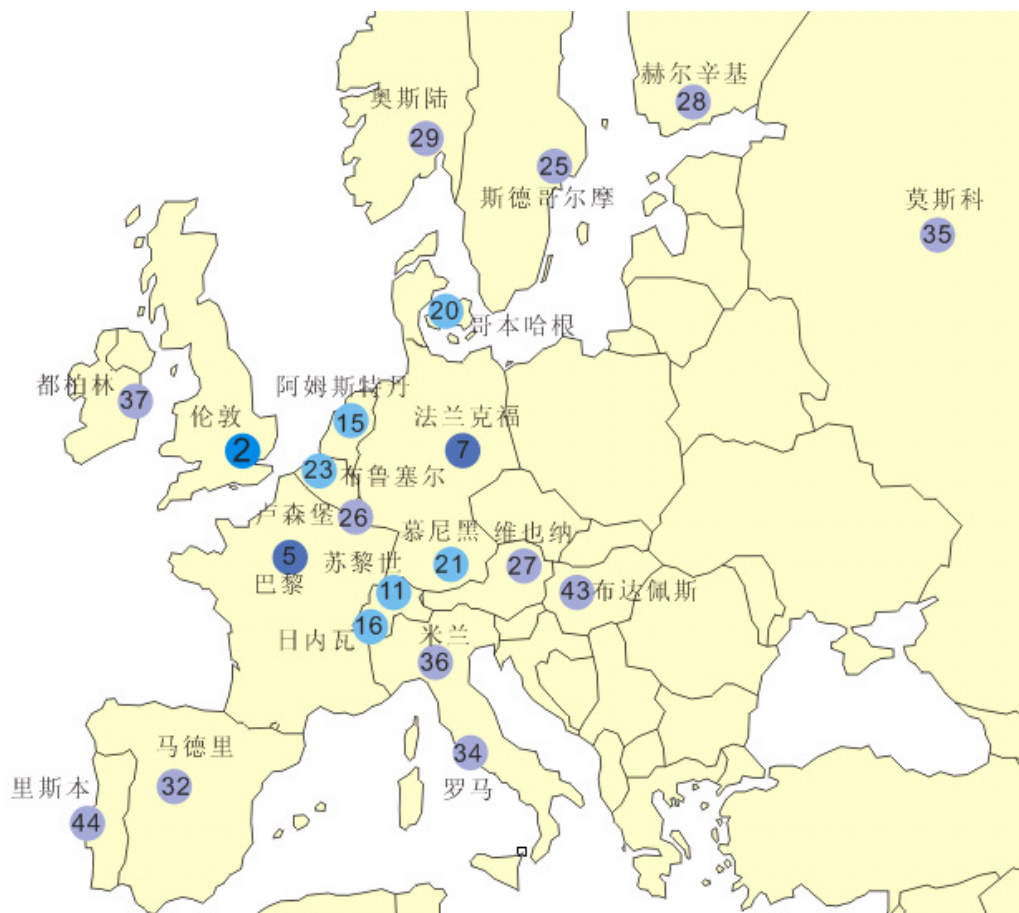 赫尔辛基
28
奥斯陆
29
25
斯德哥尔摩
莫斯科
35
20
哥本哈根
都柏林
37
阿姆斯特丹
15
伦敦
2
法兰克福
7
23
布鲁塞尔
卢森堡
26
慕尼黑
21
维也纳
27
5
巴黎
苏黎世
11
43
布达佩斯
日内瓦
16
米兰
36
马德里
32
34
罗马
里斯本
44